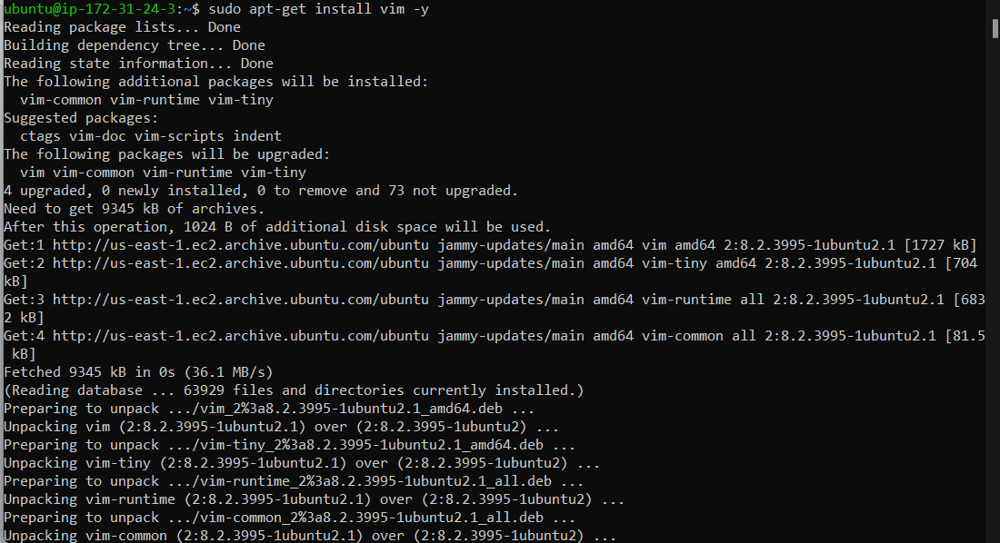 ubuntu@ip-172-31-24-3:~$ sudo apt-get install vim -y
Reading package lists... Done
Building dependency tree... Done
Reading state information... Done
The following additional packages will be installed:
  vim-common vim-runtime vim-tiny
Suggested packages:
  ctags vim-doc vim-scripts indent
The following packages will be upgraded:
  vim vim-common vim-runtime vim-tiny
4 upgraded, 0 newly installed, 0 to remove and 73 not upgraded.
Need to get 9345 kB of archives.
After this operation, 1024 B of additional disk space will be used.
Get:1 http://us-east-1.ec2.archive.ubuntu.com/ubuntu jammy-updates/main amd64 vim amd64 2:8.2.3995-1ubuntu2.1 [1727 kB]
Get:2 http://us-east-1.ec2.archive.ubuntu.com/ubuntu jammy-updates/main amd64 vim-tiny amd64 2:8.2.3995-1ubuntu2.1 [704
kB]
Get:3 http://us-east-1.ec2.archive.ubuntu.com/ubuntu jammy-updates/main amd64 vim-runtime all 2:8.2.3995-1ubuntu2.1 [683
2 kB]
Get:4 http://us-east-1.ec2.archive.ubuntu.com/ubuntu jammy-updates/main amd64 vim-common all 2:8.2.3995-1ubuntu2.1 [81.5
 kB]
Fetched 9345 kB in 0s (36.1 MB/s)
(Reading database ... 63929 files and directories currently installed.)
Preparing to unpack .../vim_2%3a8.2.3995-1ubuntu2.1_amd64.deb ...
Unpacking vim (2:8.2.3995-1ubuntu2.1) over (2:8.2.3995-1ubuntu2) ...
Preparing to unpack .../vim-tiny_2%3a8.2.3995-1ubuntu2.1_amd64.deb ...
Unpacking vim-tiny (2:8.2.3995-1ubuntu2.1) over (2:8.2.3995-1ubuntu2) ...
Preparing to unpack .../vim-runtime_2%3a8.2.3995-1ubuntu2.1_all.deb ...
Unpacking vim-runtime (2:8.2.3995-1ubuntu2.1) over (2:8.2.3995-1ubuntu2) ...
Preparing to unpack .../vim-common_2%3a8.2.3995-1ubuntu2.1_all.deb ...
Unpacking vim-common (2:8.2.3995-1ubuntu2.1) over (2:8.2.3995-1ubuntu2) ...